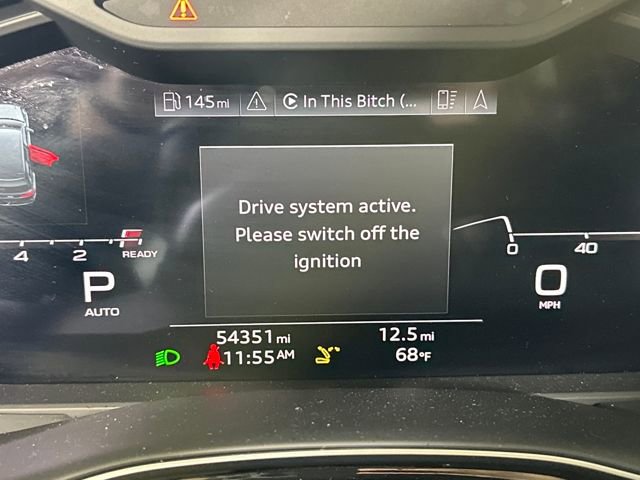 145mi
In This Bitch (...
Drive system active.
Please switch off the
ignition
4 2 READY
0 40
P
AUTO
0
MPH
54351mi 12.5mi
11:55AM 68°F